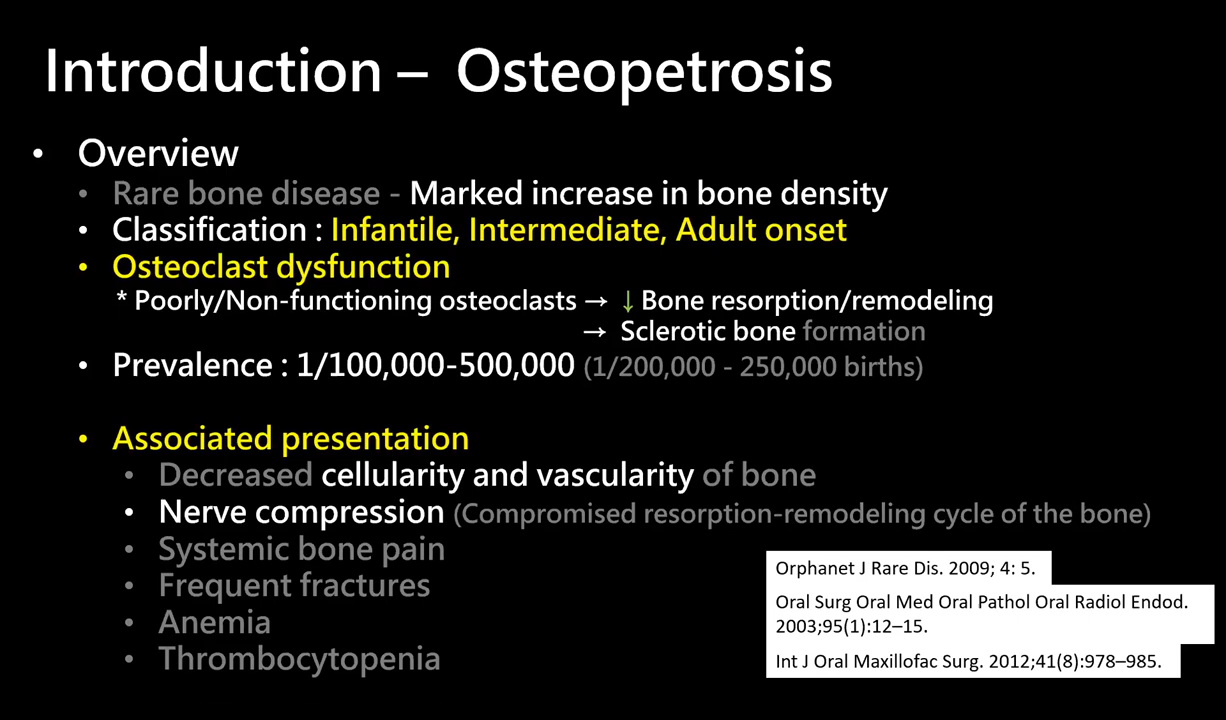 Introduction – Osteopetrosis
• Overview
• Rare bone disease - Marked increase in bone density
• Classification : Infantile, Intermediate, Adult onset
• Osteoclast dysfunction
* Poorly/Non-functioning osteoclasts → ↓ Bone resorption/remodeling
→ Sclerotic bone formation
• Prevalence : 1/100,000-500,000 (1/200,000 - 250,000 births)
• Associated presentation
• Decreased cellularity and vascularity of bone
• Nerve compression (Compromised resorption-remodeling cycle of the bone)
• Systemic bone pain
• Frequent fractures
• Anemia
• Thrombocytopenia
Orphanet J Rare Dis. 2009; 4: 5.
Oral Surg Oral Med Oral Pathol Oral Radiol Endod.
2003;95(1):12–15.
Int J Oral Maxillofac Surg. 2012;41(8):978–985.